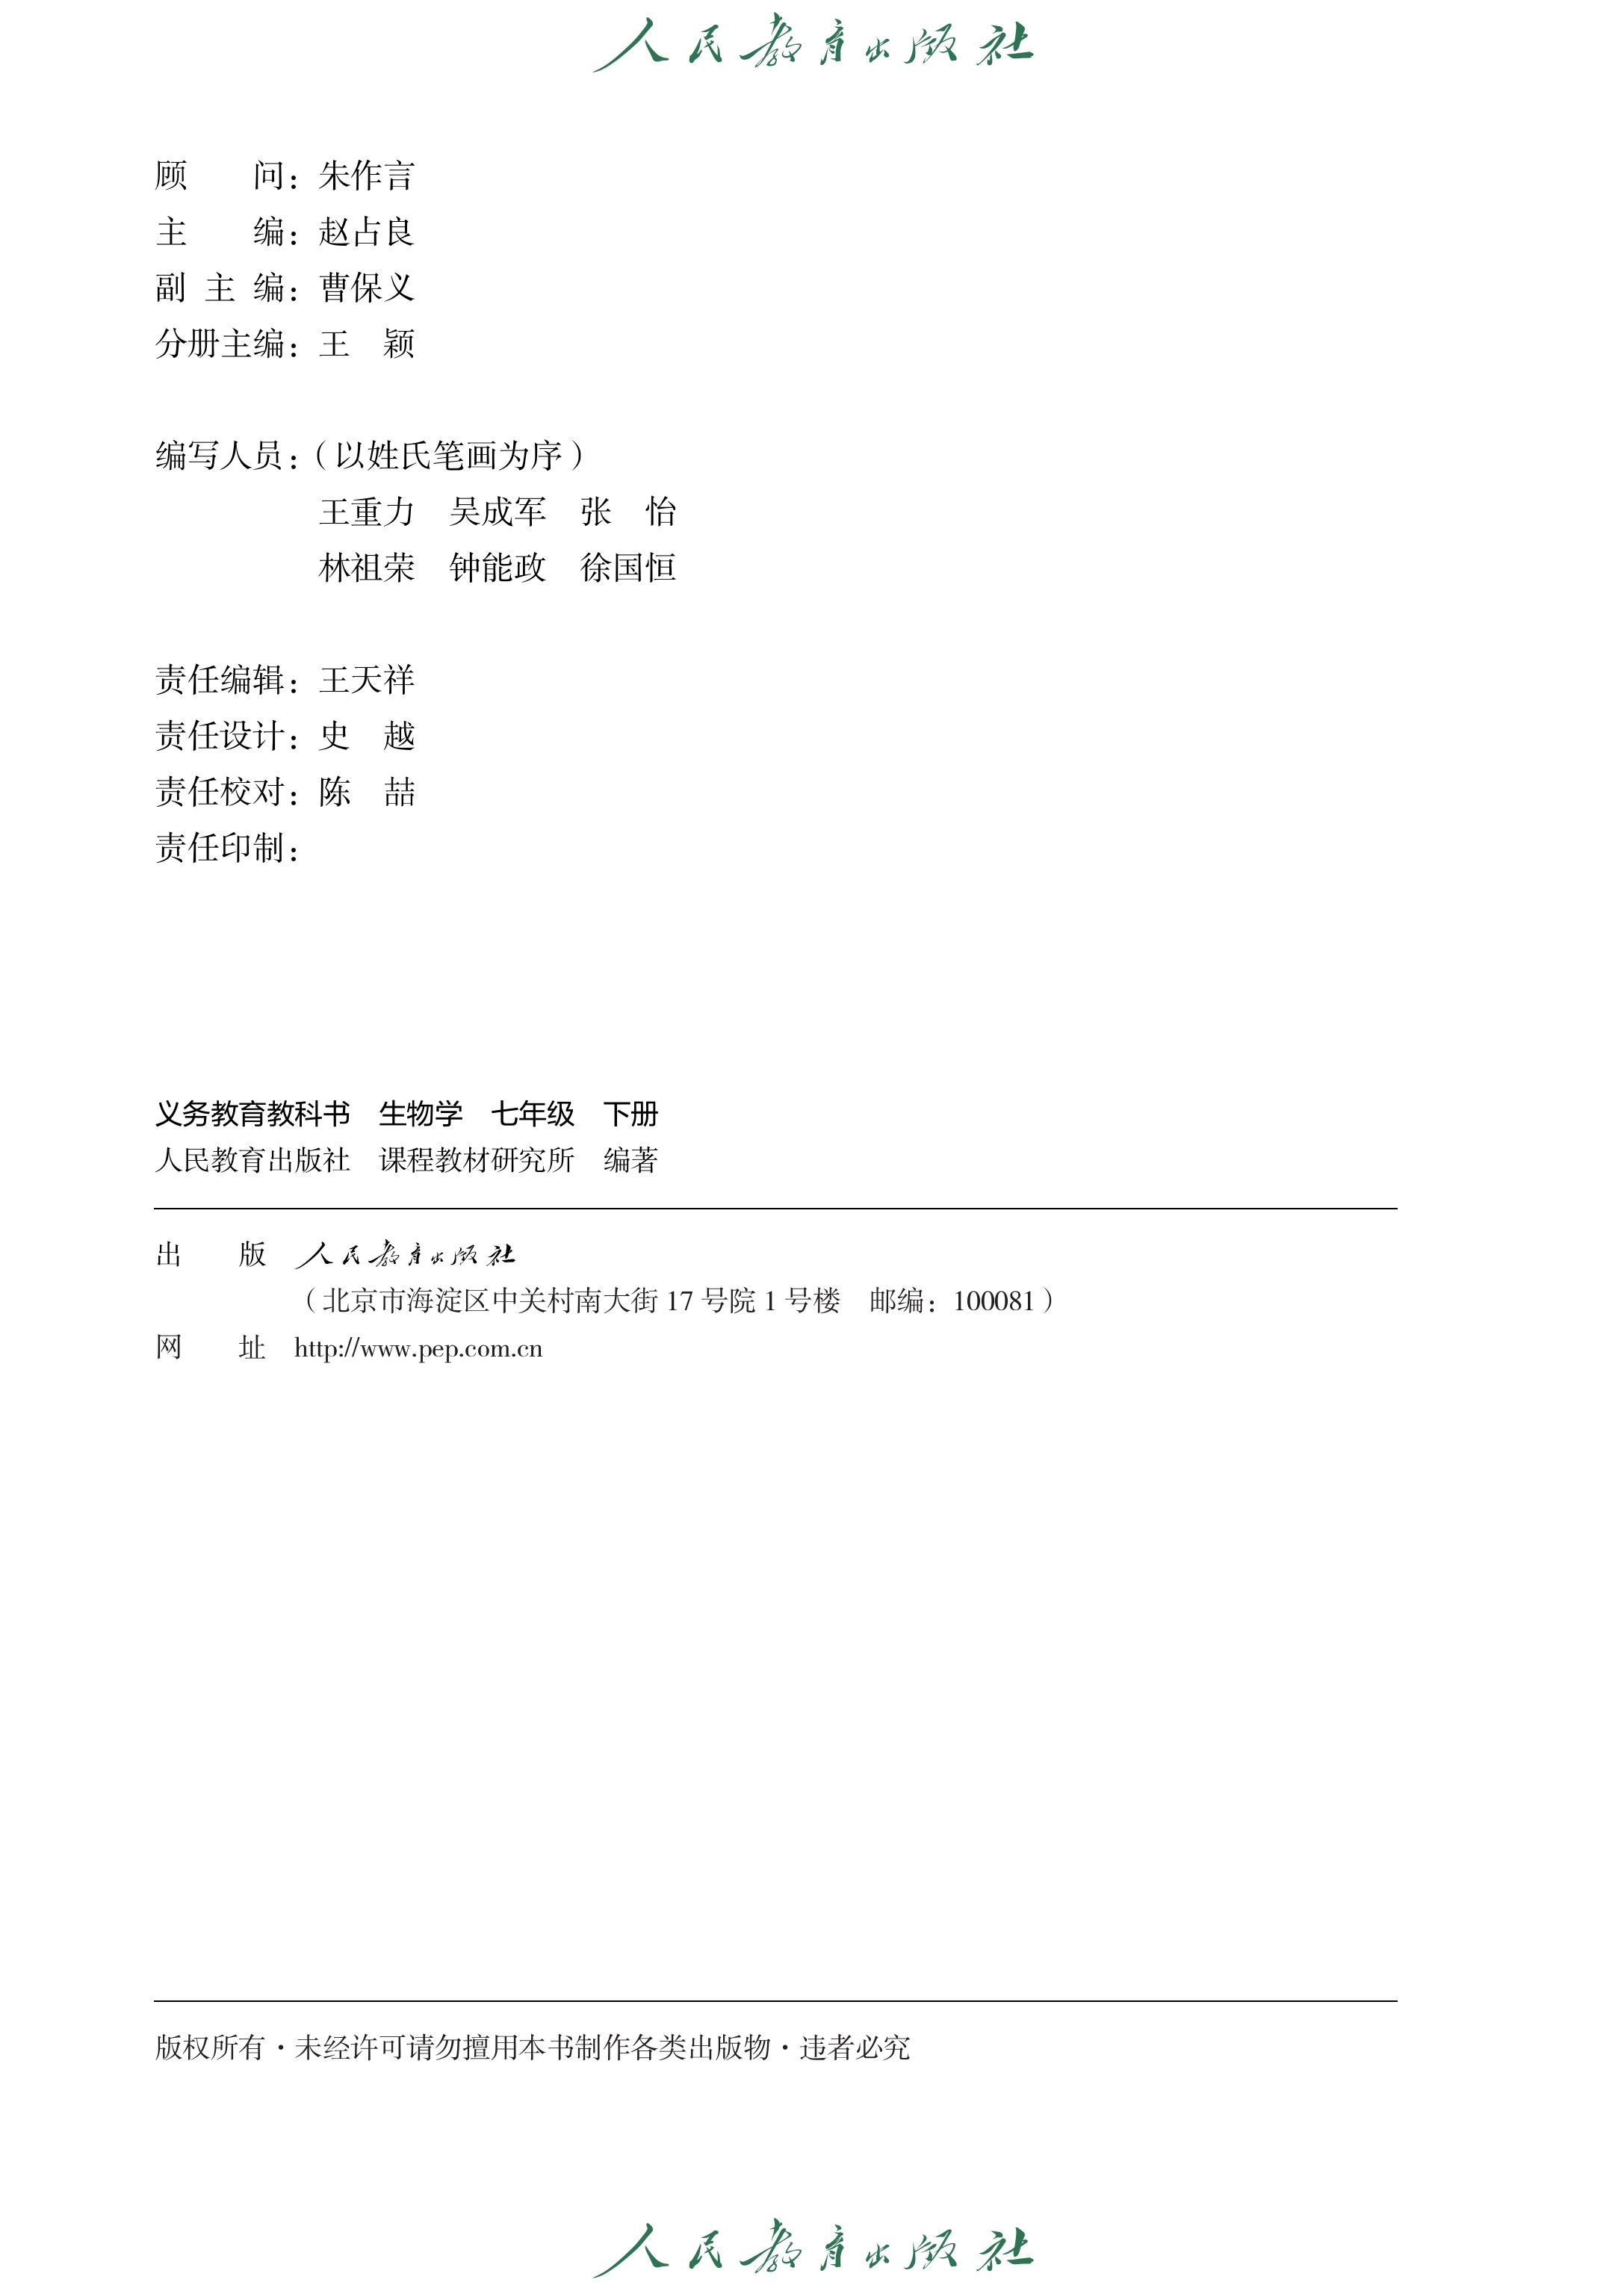 人民教育出版社
顾　　问：朱作言
主　　编：赵占良
副 主 编：曹保义
分册主编：王　颖
编写人员：（以姓氏笔画为序）
王重力　吴成军　张　怡
林祖荣　钟能政　徐国恒
责任编辑：王天祥
责任设计：史　越
责任校对：陈　喆
责任印制：
义务教育教科书　生物学　七年级　下册
人民教育出版社　课程教材研究所　编著
出　　版　人民教育出版社
（北京市海淀区中关村南大街 17 号院 1 号楼　邮编：100081）
网　　址　http://www.pep.com.cn
版权所有·未经许可请勿擅用本书制作各类出版物·违者必究
人民教育出版社